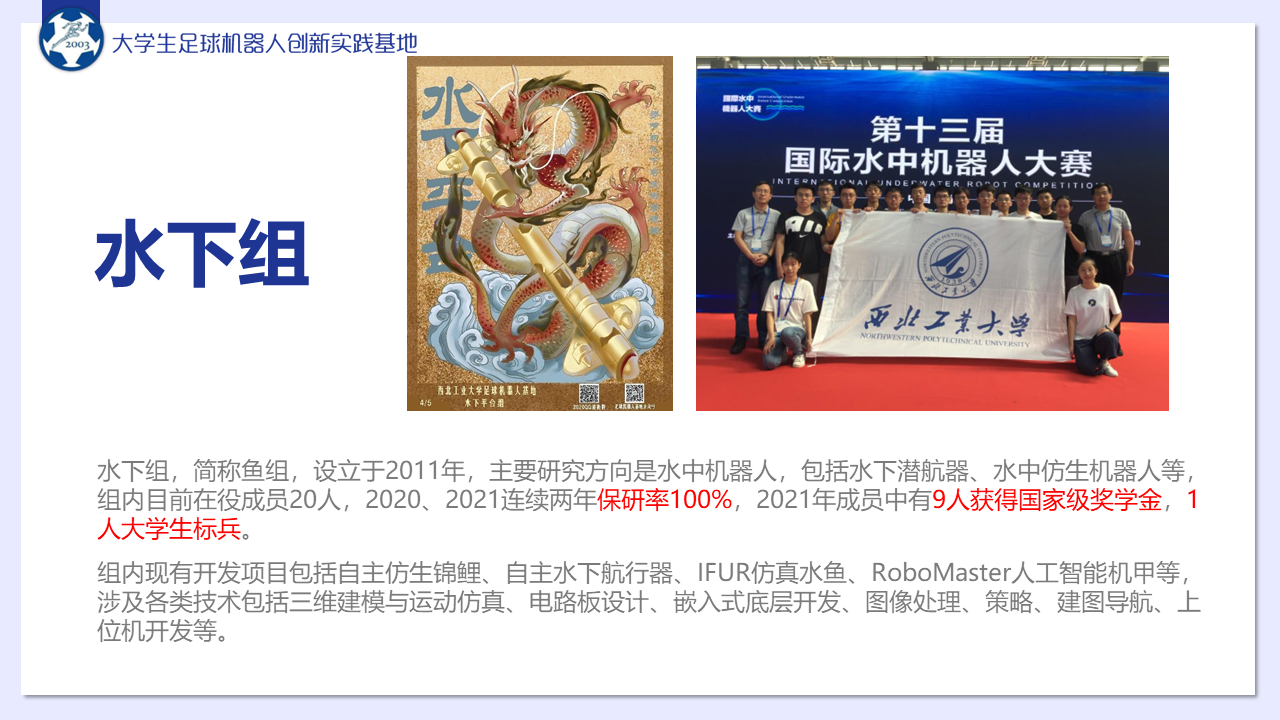 2003
大学生足球机器人创新实践基地
水下组
水下平台
西北工业大学足球机器人基地
水下平台组
4/5
国际水中
机器人大赛
第十三届
国际水中机器人大赛
INTERNATIONAL UNDERWATER ROBOT COMPETITION
西北工业大学
NORTHWESTERN POLYTECHNICAL UNIVERSITY
水下组，简称鱼组，设立于2011年，主要研究方向是水中机器人，包括水下潜航器、水中仿生机器人等，
组内目前在役成员20人，2020、2021连续两年保研率100%，2021年成员中有9人获得国家级奖学金，1
人大学生标兵。
组内现有开发项目包括自主仿生锦鲤、自主水下航行器、IFUR仿真水鱼、RoboMaster人工智能机甲等，
涉及各类技术包括三维建模与运动仿真、电路板设计、嵌入式底层开发、图像处理、策略、建图导航、上
位机开发等。